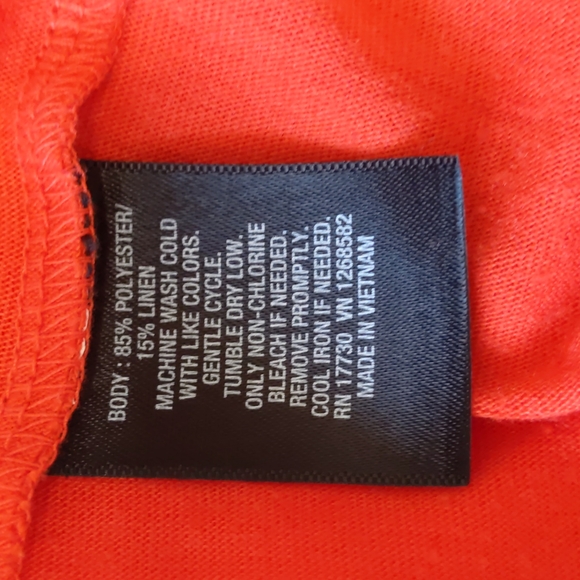 BODY : 85% POLYESTER/
15% LINEN
MACHINE WASH COLD
WITH LIKE COLORS.
GENTLE CYCLE.
TUMBLE DRY LOW.
ONLY NON-CHLORINE
BLEACH IF NEEDED.
REMOVE PROMPTLY.
COOL IRON IF NEEDED.
RN 17730 VN 1268582
MADE IN VIETNAM